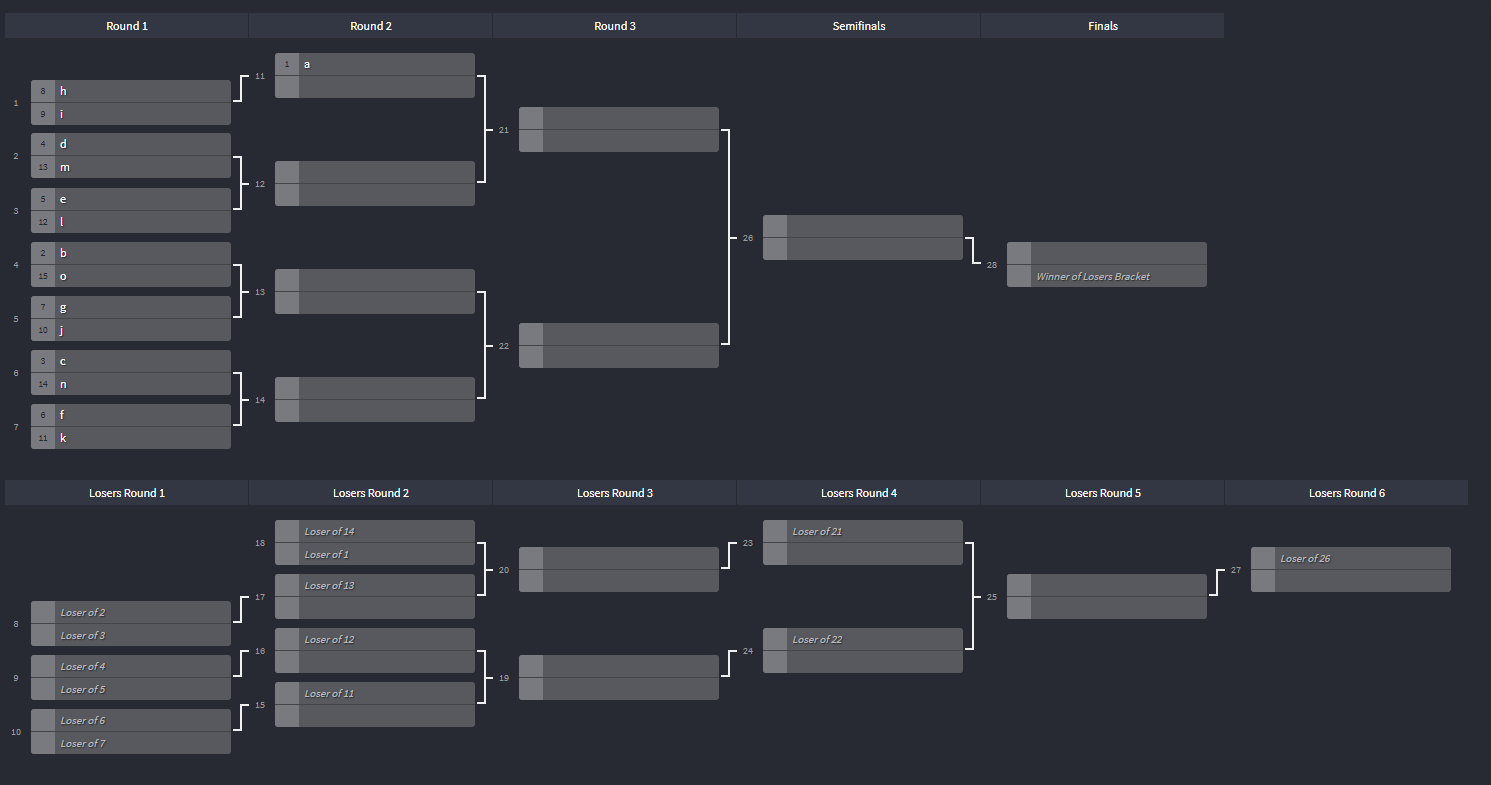 Round 1 Round 2 Round 3 Semifinals Finals
1 8 h
9 i
2 4 d
13 m
3 5 e
12 l
4 2 b
15 o
5 7 g
10 j
6 3 c
14 n
7 6 f
11 k
11 1 a
12
13
14
21
22
26
28
Winner of Losers Bracket
Losers Round 1 Losers Round 2 Losers Round 3 Losers Round 4 Losers Round 5 Losers Round 6
8 Loser of 2
Loser of 3
9 Loser of 4
Loser of 5
10 Loser of 6
Loser of 7
18 Loser of 14
Loser of 1
17 Loser of 13
16 Loser of 12
15 Loser of 11
20
19
23 Loser of 21
24 Loser of 22
25
27 Loser of 26